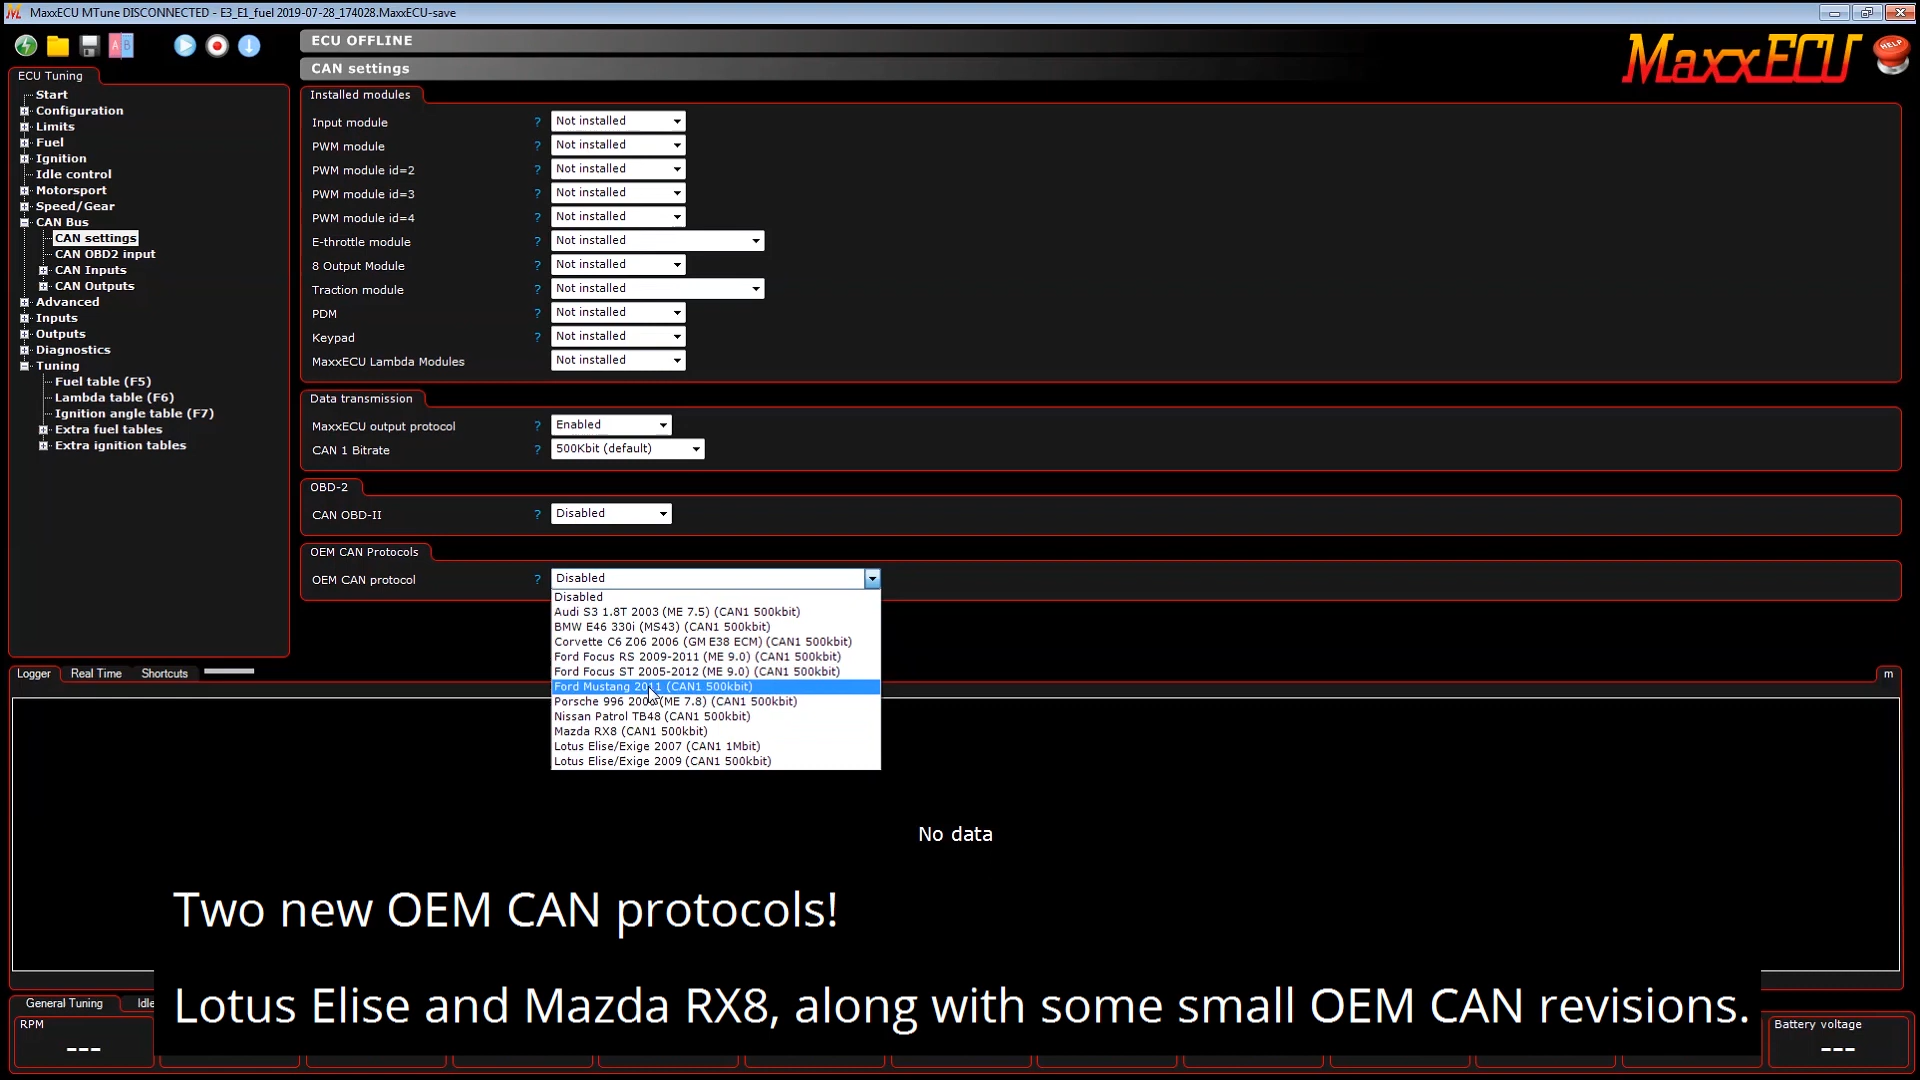 MaxxECU MTune DISCONNECTED - E3_E1_fuel 2019-07-28_174028.MaxxECU-save
ECU OFFLINE
MaxxECU
HELP
CAN settings
ECU Tuning
Start
Configuration
Limits
Fuel
Ignition
Idle control
Motorsport
Speed/Gear
CAN Bus
CAN settings
CAN OBD2 input
CAN Inputs
CAN Outputs
Advanced
Inputs
Outputs
Diagnostics
Tuning
Fuel table (F5)
Lambda table (F6)
Ignition angle table (F7)
Extra fuel tables
Extra ignition tables
Installed modules
Input module ? Not installed
PWM module ? Not installed
PWM module id=2 ? Not installed
PWM module id=3 ? Not installed
PWM module id=4 ? Not installed
E-throttle module ? Not installed
8 Output Module ? Not installed
Traction module ? Not installed
PDM ? Not installed
Keypad ? Not installed
MaxxECU Lambda Modules Not installed
Data transmission
MaxxECU output protocol ? Enabled
CAN 1 Bitrate ? 500Kbit (default)
OBD-2
CAN OBD-II ? Disabled
OEM CAN Protocols
OEM CAN protocol ? Disabled
Disabled
Audi S3 1.8T 2003 (ME 7.5) (CAN1 500kbit)
BMW E46 330i (MS43) (CAN1 500kbit)
Corvette C6 Z06 2006 (GM E38 ECM) (CAN1 500kbit)
Ford Focus RS 2009-2011 (ME 9.0) (CAN1 500kbit)
Ford Focus ST 2005-2012 (ME 9.0) (CAN1 500kbit)
Ford Mustang 2011 (CAN1 500kbit)
Porsche 996 (ME 7.8) (CAN1 500kbit)
Nissan Patrol TB48 (CAN1 500kbit)
Mazda RX8 (CAN1 500kbit)
Lotus Elise/Exige 2007 (CAN1 1Mbit)
Lotus Elise/Exige 2009 (CAN1 500kbit)
Logger Real Time Shortcuts
m
No data
Two new OEM CAN protocols!
Lotus Elise and Mazda RX8, along with some small OEM CAN revisions.
General Tuning Idle
RPM
---
Battery voltage
---